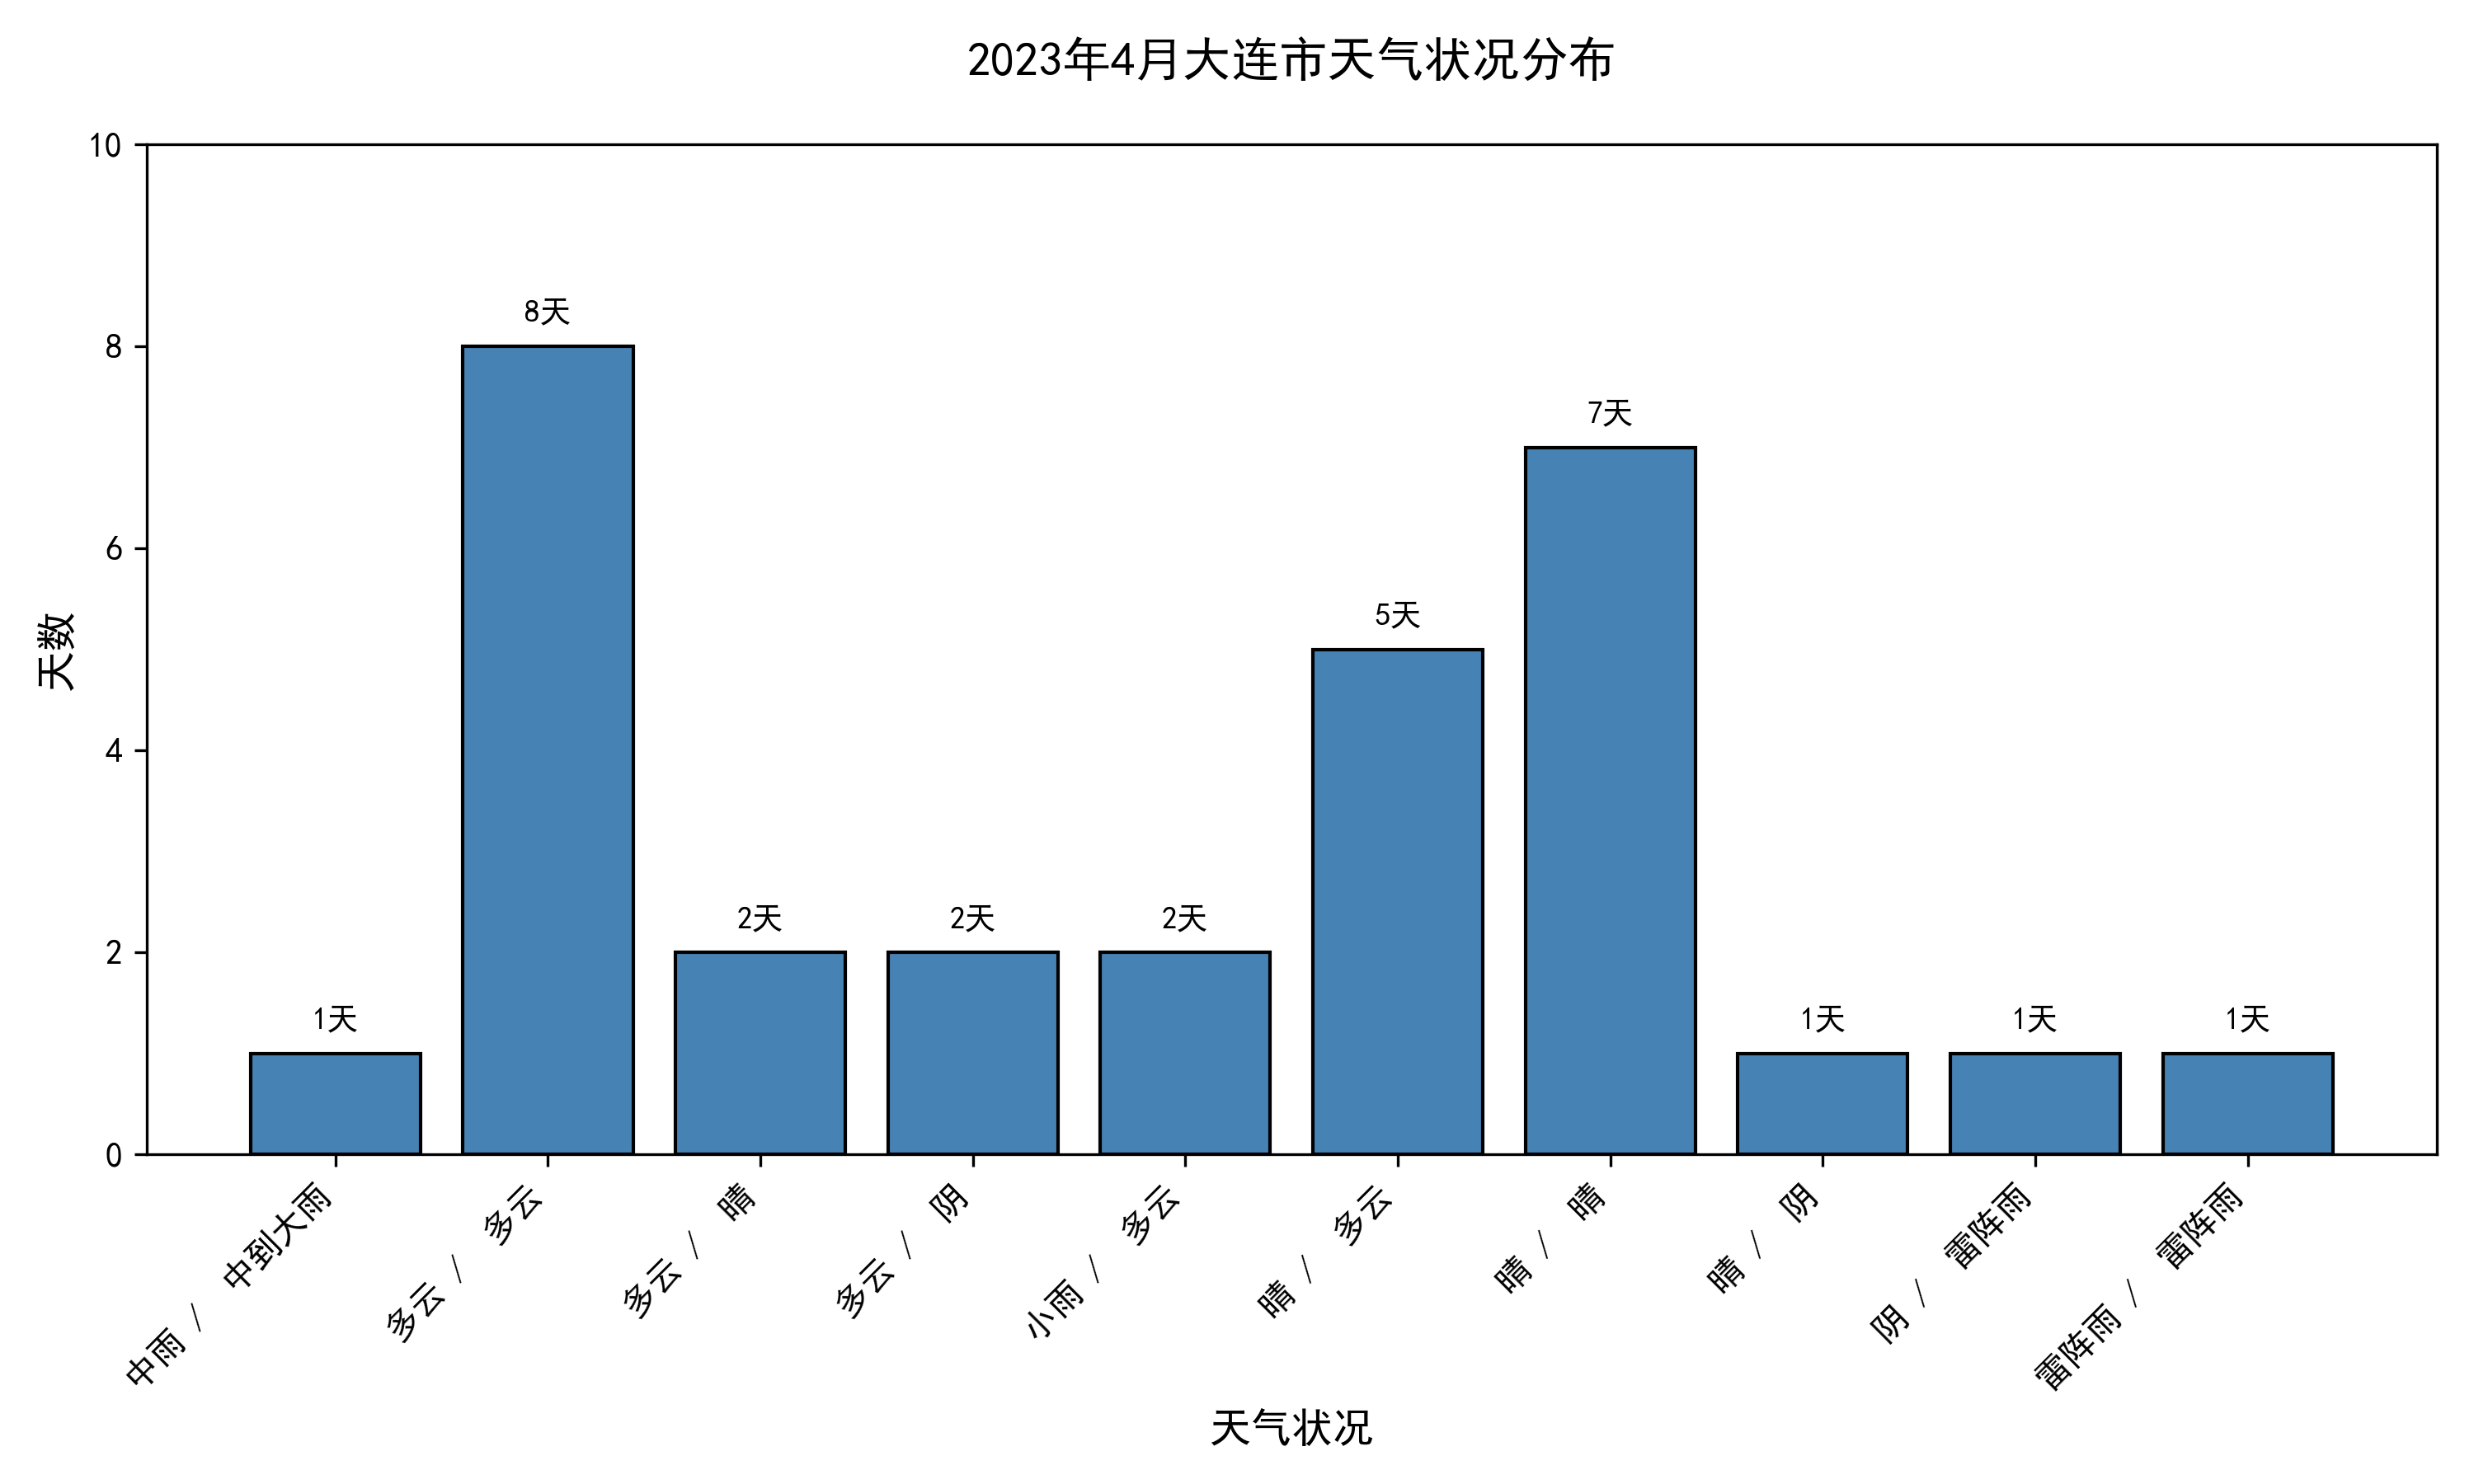 2023年4月大连市天气状况分布
天数
10
8
6
4
2
0
1天
8天
2天
2天
2天
5天
7天
1天
1天
1天
中雨 / 中到大雨
多云 / 多云
多云 / 晴
多云 / 阴
小雨 / 多云
晴 / 多云
晴 / 晴
晴 / 阴
阴 / 雷阵雨
雷阵雨 / 雷阵雨
天气状况